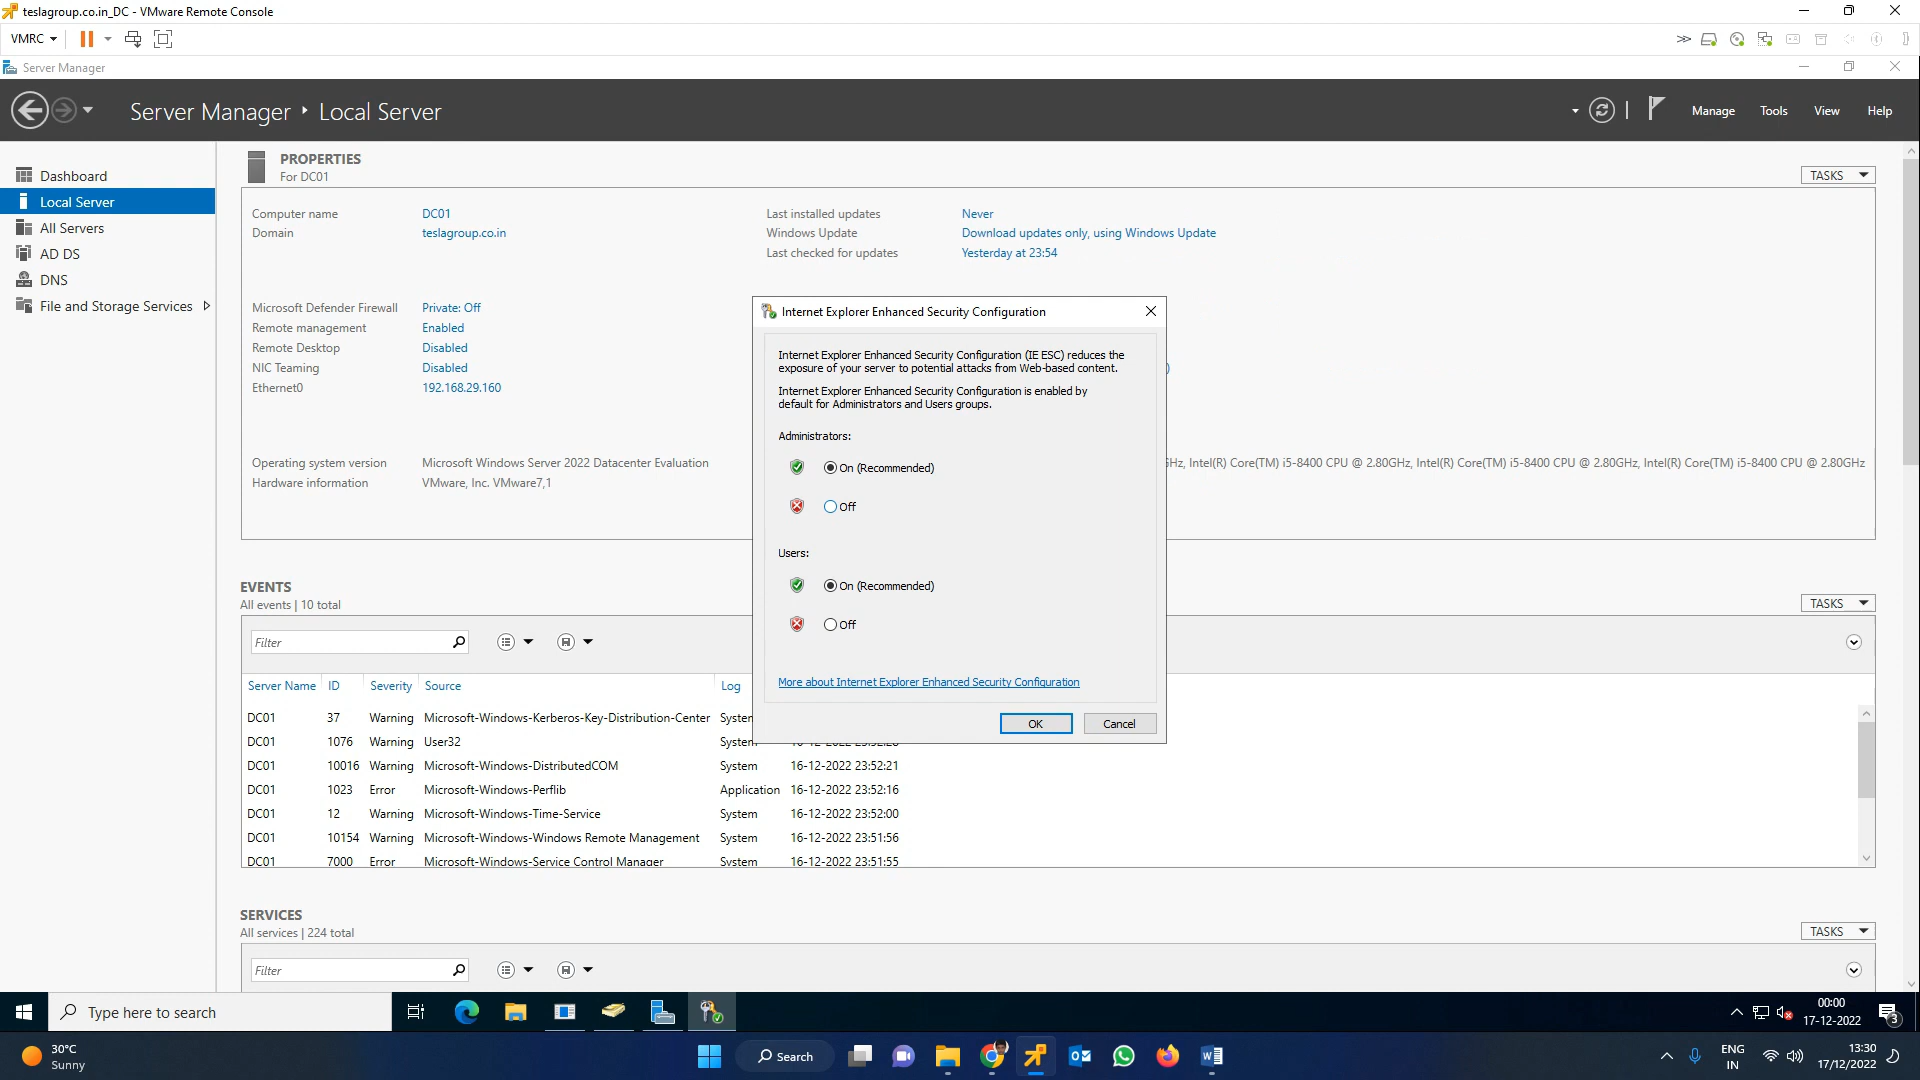 teslagroup.co.in_DC - VMware Remote Console
VMRC
Server Manager
Server Manager Local Server
Manage Tools View Help
Dashboard
Local Server
All Servers
AD DS
DNS
File and Storage Services
PROPERTIES
For DC01
TASKS
Computer name DC01
Domain teslagroup.co.in
Last installed updates Never
Windows Update Download updates only, using Windows Update
Last checked for updates Yesterday at 23:54
Microsoft Defender Firewall Private: Off
Remote management Enabled
Remote Desktop Disabled
NIC Teaming Disabled
Ethernet0 192.168.29.160
Operating system version Microsoft Windows Server 2022 Datacenter Evaluation
Hardware information VMware, Inc. VMware7,1
Hz, Intel(R) Core(TM) i5-8400 CPU @ 2.80GHz, Intel(R) Core(TM) i5-8400 CPU @ 2.80GHz, Intel(R) Core(TM) i5-8400 CPU @ 2.80GHz
Internet Explorer Enhanced Security Configuration
Internet Explorer Enhanced Security Configuration (IE ESC) reduces the
exposure of your server to potential attacks from Web-based content.
Internet Explorer Enhanced Security Configuration is enabled by
default for Administrators and Users groups.
Administrators:
On (Recommended)
Off
Users:
On (Recommended)
Off
More about Internet Explorer Enhanced Security Configuration
OK Cancel
EVENTS
All events | 10 total
TASKS
Filter
Server Name ID Severity Source Log
DC01 37 Warning Microsoft-Windows-Kerberos-Key-Distribution-Center System
DC01 1076 Warning User32 System
DC01 10016 Warning Microsoft-Windows-DistributedCOM System 16-12-2022 23:52:21
DC01 1023 Error Microsoft-Windows-Perflib Application 16-12-2022 23:52:16
DC01 12 Warning Microsoft-Windows-Time-Service System 16-12-2022 23:52:00
DC01 10154 Warning Microsoft-Windows-Windows Remote Management System 16-12-2022 23:51:56
DC01 7000 Error Microsoft-Windows-Service Control Manager System 16-12-2022 23:51:55
SERVICES
All services | 224 total
TASKS
Filter
Type here to search
00:00
17-12-2022
3
30°C
Sunny
Search
ENG
IN
13:30
17/12/2022